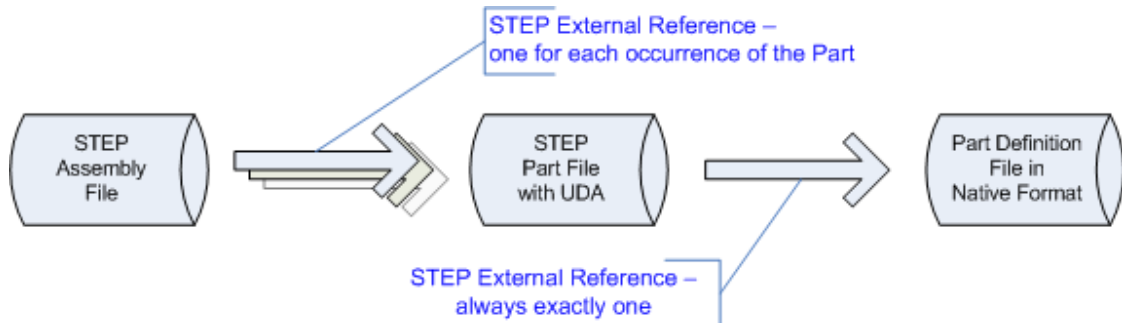 STEP External Reference –
one for each occurrence of the Part
STEP
Assembly
File
STEP
Part File
with UDA
Part Definition
File in
Native Format
STEP External Reference –
always exactly one